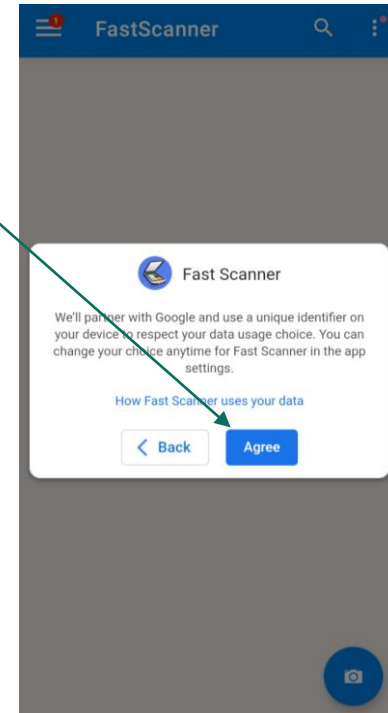 1
FastScanner
Fast Scanner
We'll partner with Google and use a unique identifier on
your device to respect your data usage choice. You can
change your choice anytime for Fast Scanner in the app
settings.
How Fast Scanner uses your data
Back
Agree